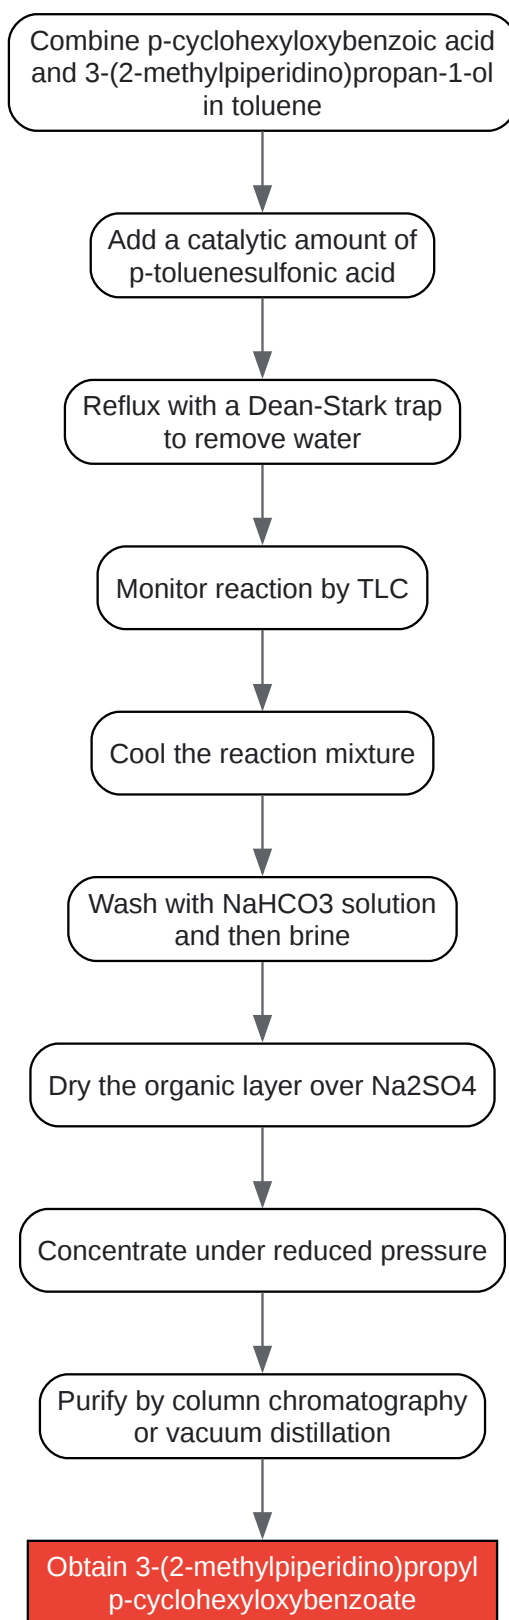 Combine p-cyclohexyloxybenzoic acid
and 3-(2-methylpiperidino)propan-1-ol
in toluene
Add a catalytic amount of
p-toluenesulfonic acid
Reflux with a Dean-Stark trap
to remove water
Monitor reaction by TLC
Cool the reaction mixture
Wash with NaHCO3 solution
and then brine
Dry the organic layer over Na2SO4
Concentrate under reduced pressure
Purify by column chromatography
or vacuum distillation
Obtain 3-(2-methylpiperidino)propyl
p-cyclohexyloxybenzoate